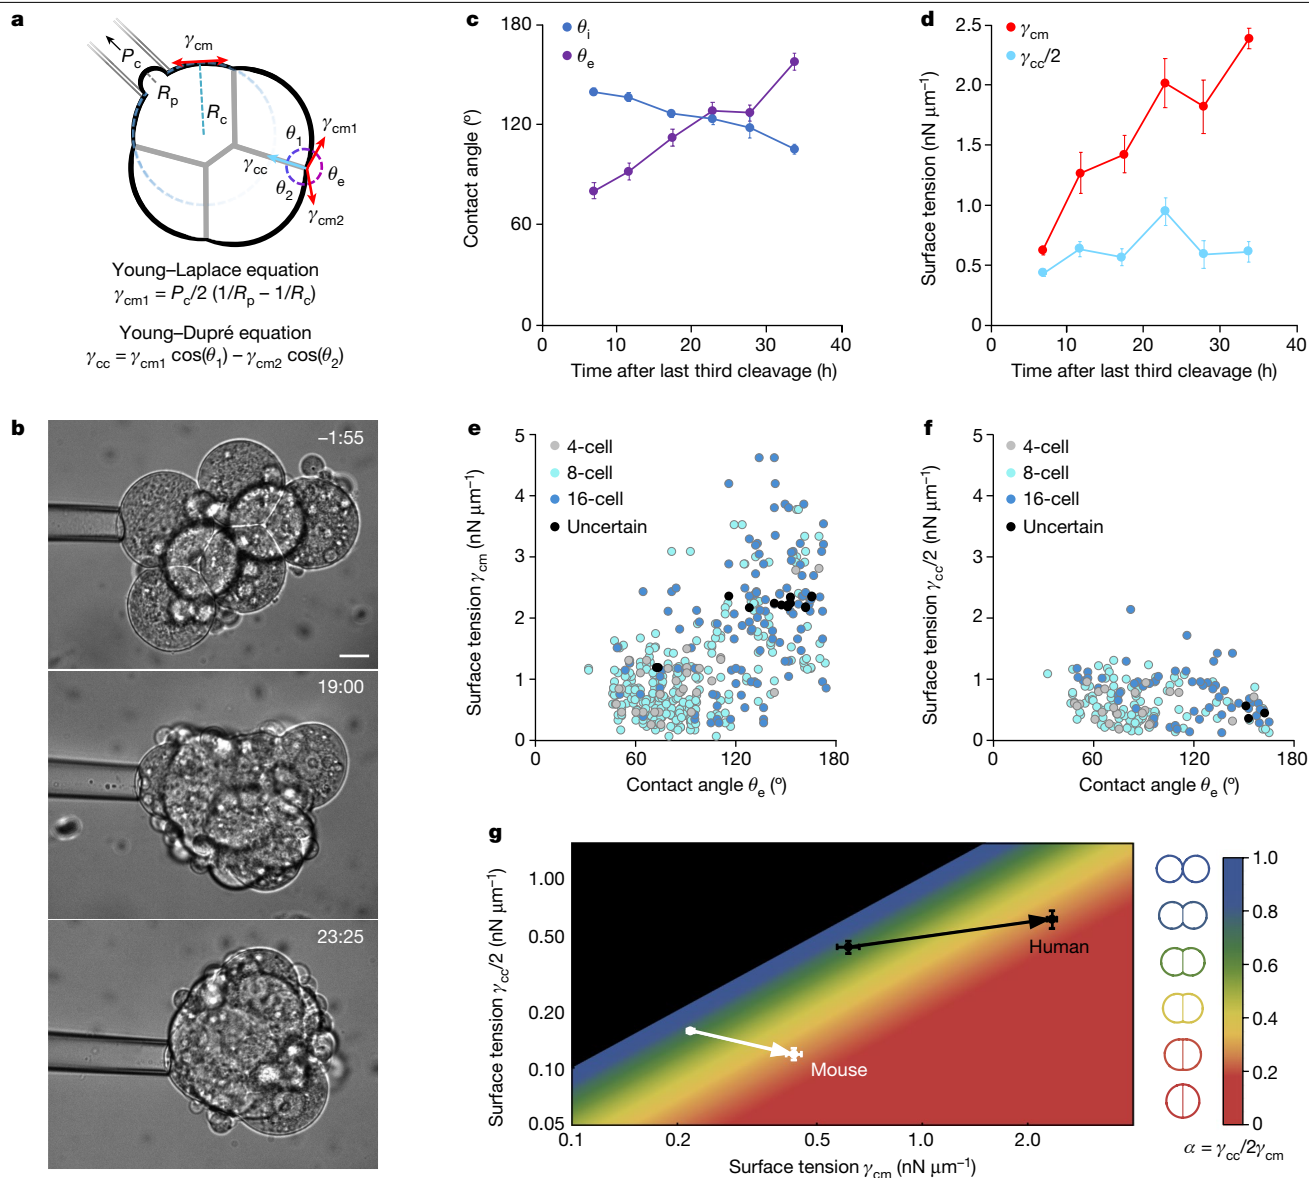 a
P_c
γ_cm
R_p
R_c
θ_1
γ_cm1
γ_cc
θ_e
θ_2
γ_cm2
Young–Laplace equation
γ_cm1 = P_c/2 (1/R_p – 1/R_c)
Young–Dupré equation
γ_cc = γ_cm1 cos(θ_1) – γ_cm2 cos(θ_2)
b
–1:55
19:00
23:25
c
θ_i
θ_e
Contact angle (º)
180
120
60
0
0 10 20 30 40
Time after last third cleavage (h)
d
γ_cm
γ_cc/2
Surface tension (nN μm⁻¹)
2.5
2.0
1.5
1.0
0.5
0
0 10 20 30 40
Time after last third cleavage (h)
e
4-cell
8-cell
16-cell
Uncertain
Surface tension γ_cm (nN μm⁻¹)
5
4
3
2
1
0
0 60 120 180
Contact angle θ_e (º)
f
4-cell
8-cell
16-cell
Uncertain
Surface tension γ_cc/2 (nN μm⁻¹)
5
4
3
2
1
0
0 60 120 180
Contact angle θ_e (º)
g
Surface tension γ_cc/2 (nN μm⁻¹)
1.00
0.50
0.20
0.10
0.05
Human
Mouse
0.1 0.2 0.5 1.0 2.0
Surface tension γ_cm (nN μm⁻¹)
1.0
0.8
0.6
0.4
0.2
0
α = γ_cc/2γ_cm